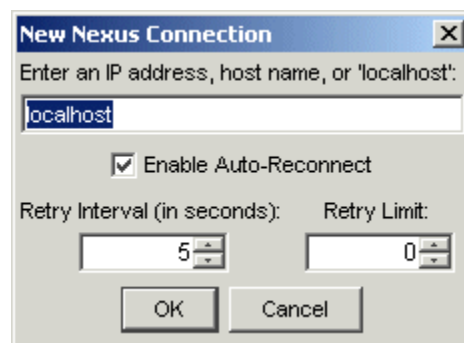 New Nexus Connection
Enter an IP address, host name, or 'localhost':
localhost
Enable Auto-Reconnect
Retry Interval (in seconds): Retry Limit:
5 0
OK Cancel